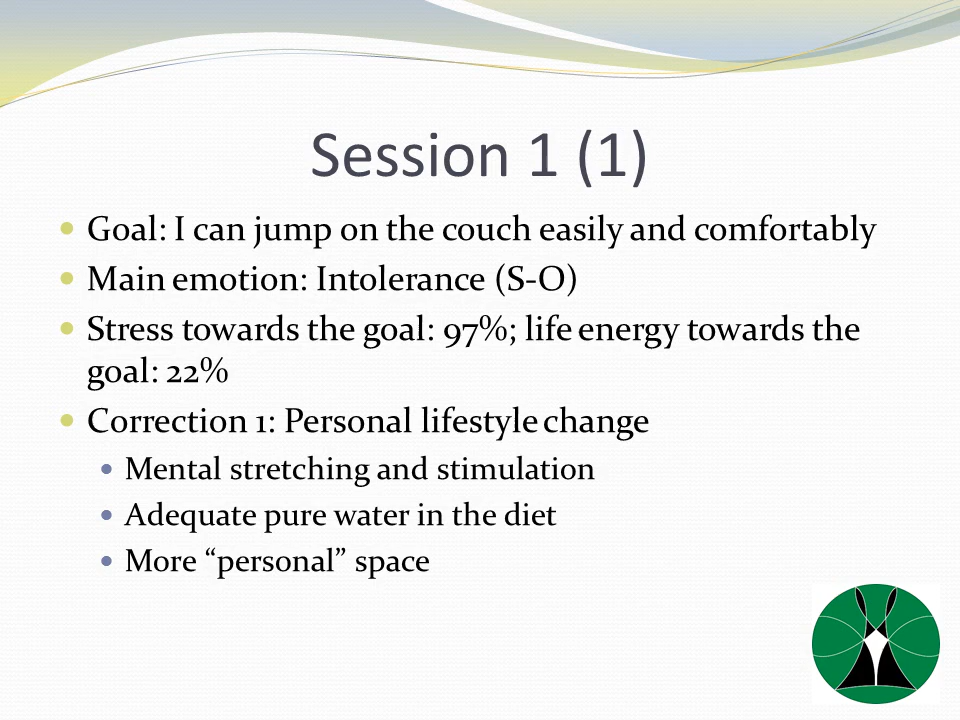 Session 1 (1)
Goal: I can jump on the couch easily and comfortably
Main emotion: Intolerance (S-O)
Stress towards the goal: 97%; life energy towards the
goal: 22%
Correction 1: Personal lifestyle change
Mental stretching and stimulation
Adequate pure water in the diet
More “personal” space